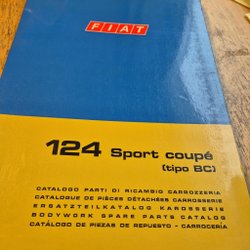 FIAT
124 Sport coupé
(tipo BC)
CATALOGO PARTI DI RICAMBIO CARROZZERIA
CATALOGUE DE PIÈCES DÉTACHÉES CARROSSERIE
ERSATZTEILKATALOG KAROSSERIE
BODYWORK SPARE PARTS CATALOG
CATÁLOGO DE PIEZAS DE REPUESTO - CARROCERÍA